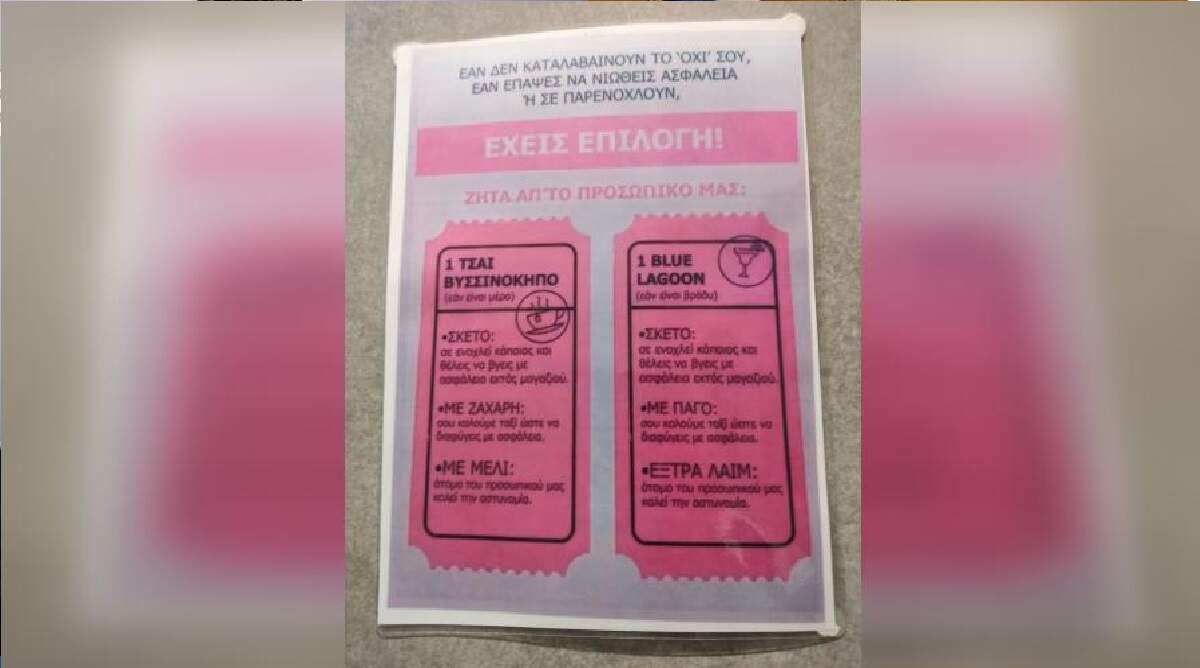 ΕΑΝ ΔΕΝ ΚΑΤΑΛΑΒΑΙΝΟΥΝ ΤΟ ‘ΟΧΙ’ ΣΟΥ,
ΕΑΝ ΕΠΑΨΕΣ ΝΑ ΝΙΩΘΕΙΣ ΑΣΦΑΛΕΙΑ
Ή ΣΕ ΠΑΡΕΝΟΧΛΟΥΝ,
ΕΧΕΙΣ ΕΠΙΛΟΓΗ!
ΖΗΤΑ ΑΠ'ΤΟ ΠΡΟΣΩΠΙΚΟ ΜΑΣ:
1 ΤΣΑΙ
ΒΥΣΣΙΝΟΚΗΠΟ
(εάν είναι μέρα)
•ΣΚΕΤΟ:
σε ενοχλεί κάποιος και
θέλεις να βγεις με
ασφάλεια εκτός μαγαζιού.
•ΜΕ ΖΑΧΑΡΗ:
σου καλούμε ταξί ώστε να
διαφύγεις με ασφάλεια.
•ΜΕ ΜΕΛΙ:
άτομο του προσωπικού μας
καλεί την αστυνομία.
1 BLUE
LAGOON
(εάν είναι βράδυ)
•ΣΚΕΤΟ:
σε ενοχλεί κάποιος και
θέλεις να βγεις με
ασφάλεια εκτός μαγαζιού.
•ΜΕ ΠΑΓΟ:
σου καλούμε ταξί ώστε να
διαφύγεις με ασφάλεια.
•ΕΞΤΡΑ ΛΑΙΜ:
άτομο του προσωπικού μας
καλεί την αστυνομία.